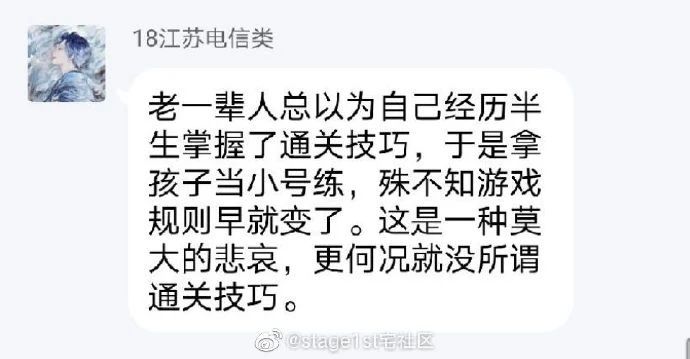 18江苏电信类
老一辈人总以为自己经历半
生掌握了通关技巧，于是拿
孩子当小号练，殊不知游戏
规则早就变了。这是一种莫
大的悲哀，更何况就没所谓
通关技巧。
@stage1st宅社区